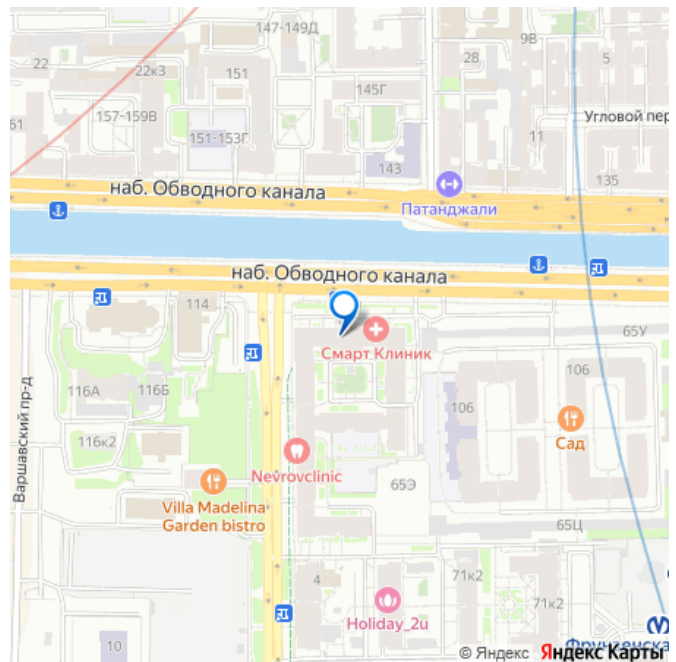 147-149Д
9В
22
22к3
151
145Г
28
5
157-159В
Угловой пер
61
151-153Г
11
143
135
наб. Обводного канала
Патанджали
наб. Обводного канала
114
65У
Смарт Клиник
116А
116Б
106
106
116к2
Сад
Варшавский пр-д
Nevrovclinic
65Э
Villa Madelina
Garden bistro
65Ц
4
71к2
71к2
Holiday_2u
10
Фрунзенска
© Яндекс Яндекс Карты